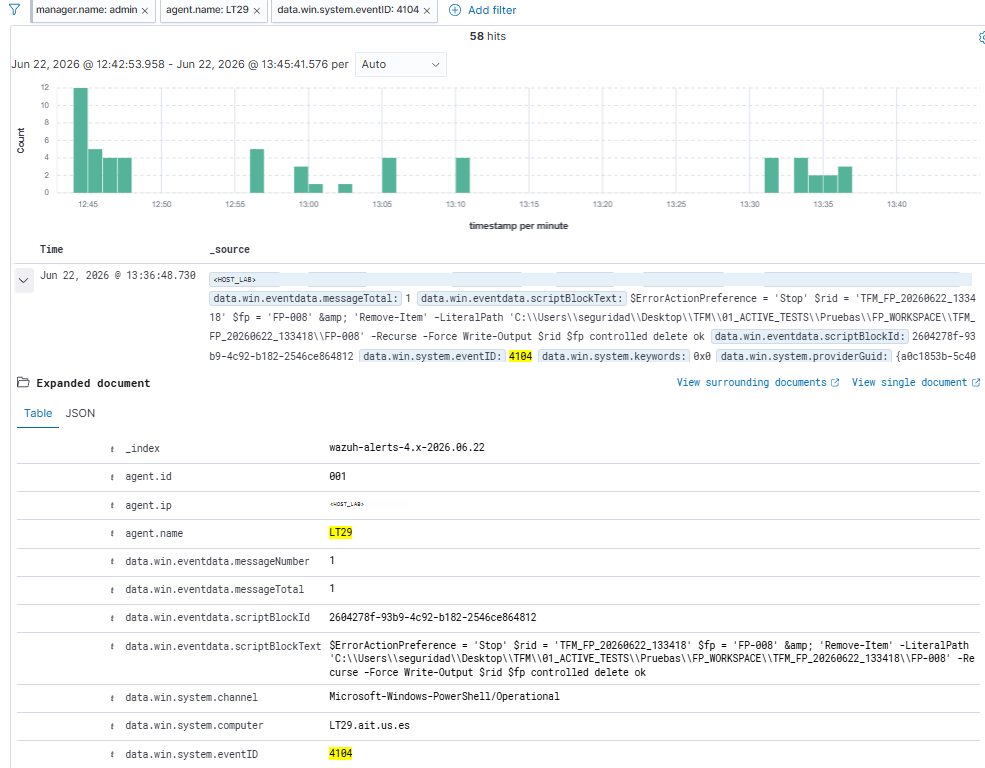 manager.name: admin × agent.name: LT29 × data.win.system.eventID: 4104 × Add filter
58 hits
Jun 22, 2026 @ 12:42:53.958 - Jun 22, 2026 @ 13:45:41.576 per Auto
Count
12
10
8
6
4
2
0
12:45 12:50 12:55 13:00 13:05 13:10 13:15 13:20 13:25 13:30 13:35 13:40
timestamp per minute
Time _source
Jun 22, 2026 @ 13:36:48.730 <HOST_LAB>
data.win.eventdata.messageTotal: 1 data.win.eventdata.scriptBlockText: $ErrorActionPreference = 'Stop' $rid = 'TFM_FP_20260622_1334
18' $fp = 'FP-008' &amp; 'Remove-Item' -LiteralPath 'C:\\Users\\seguridad\\Desktop\\TFM\\01_ACTIVE_TESTS\\Pruebas\\FP_WORKSPACE\\TFM_
FP_20260622_133418\\FP-008' -Recurse -Force Write-Output $rid $fp controlled delete ok data.win.eventdata.scriptBlockId: 2604278f-93
b9-4c92-b182-2546ce864812 data.win.system.eventID: 4104 data.win.system.keywords: 0x0 data.win.system.providerGuid: {a0c1853b-5c40
Expanded document View surrounding documents View single document
Table JSON
t _index wazuh-alerts-4.x-2026.06.22
t agent.id 001
t agent.ip <HOST_LAB>
t agent.name LT29
t data.win.eventdata.messageNumber 1
t data.win.eventdata.messageTotal 1
t data.win.eventdata.scriptBlockId 2604278f-93b9-4c92-b182-2546ce864812
t data.win.eventdata.scriptBlockText $ErrorActionPreference = 'Stop' $rid = 'TFM_FP_20260622_133418' $fp = 'FP-008' &amp; 'Remove-Item' -LiteralPath
'C:\\Users\\seguridad\\Desktop\\TFM\\01_ACTIVE_TESTS\\Pruebas\\FP_WORKSPACE\\TFM_FP_20260622_133418\\FP-008' -Re
curse -Force Write-Output $rid $fp controlled delete ok
t data.win.system.channel Microsoft-Windows-PowerShell/Operational
t data.win.system.computer LT29.ait.us.es
t data.win.system.eventID 4104